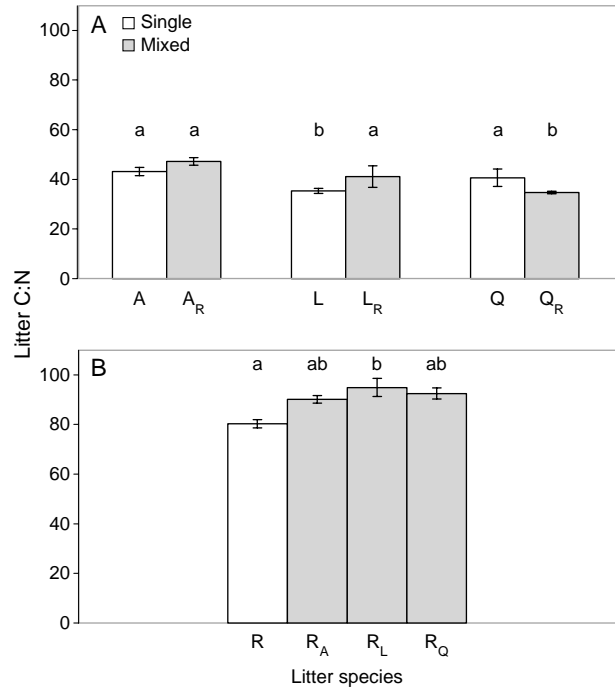 A
Single
Mixed
100
80
60
40
20
0
a a b a a b
A A_R L L_R Q Q_R
Litter C:N
B
a ab b ab
100
80
60
40
20
0
R R_A R_L R_Q
Litter species